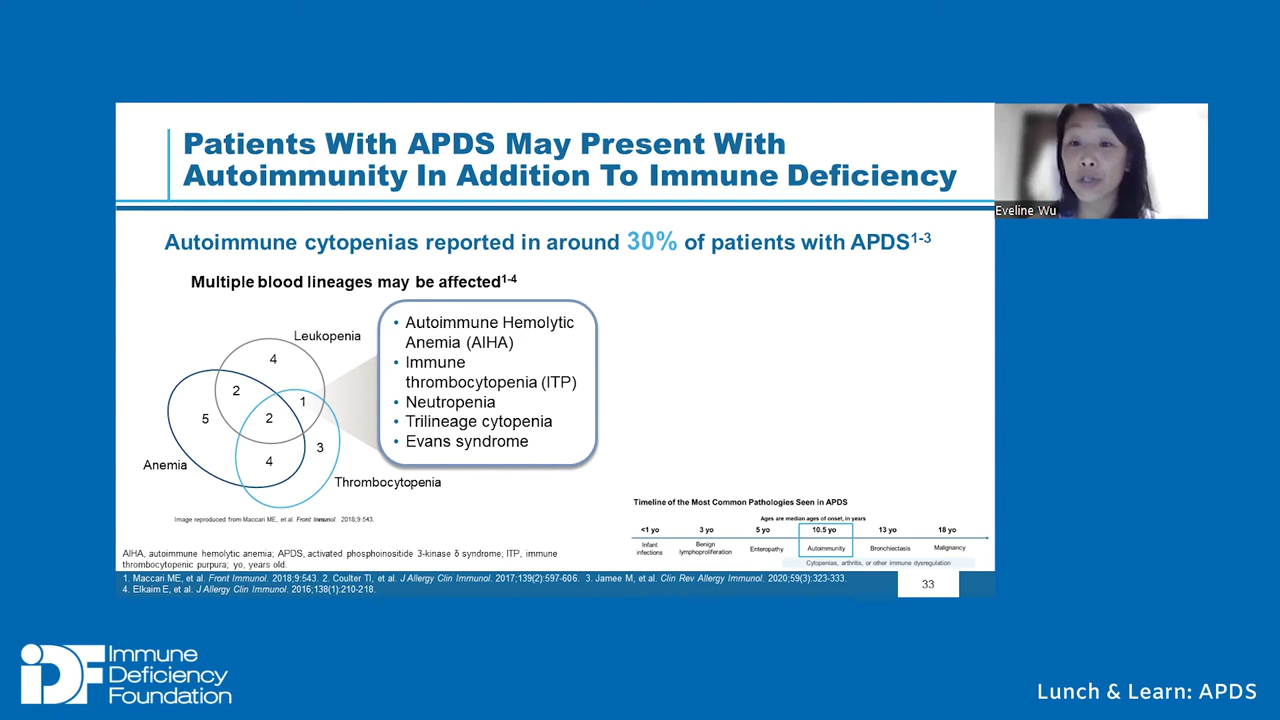 Patients With APDS May Present With
Autoimmunity In Addition To Immune Deficiency
Eveline Wu
Autoimmune cytopenias reported in around 30% of patients with APDS1-3
Multiple blood lineages may be affected1-4
Leukopenia
4
2
1
5
2
3
4
Anemia
Thrombocytopenia
• Autoimmune Hemolytic
Anemia (AIHA)
• Immune
thrombocytopenia (ITP)
• Neutropenia
• Trilineage cytopenia
• Evans syndrome
Image reproduced from Maccari ME, et al. Front Immunol. 2018;9:543.
Timeline of the Most Common Pathologies Seen in APDS
Ages are median ages of onset, in years
<1 yo 3 yo 5 yo 10.5 yo 13 yo 18 yo
Infant
infections
Benign
lymphoproliferation
Enteropathy
Autoimmunity
Bronchiectasis
Malignancy
Cytopenias, arthritis, or other immune dysregulation
AIHA, autoimmune hemolytic anemia; APDS, activated phosphoinositide 3-kinase δ syndrome; ITP, immune
thrombocytopenic purpura; yo, years old.
1. Maccari ME, et al. Front Immunol. 2018;9:543. 2. Coulter TI, et al. J Allergy Clin Immunol. 2017;139(2):597-606. 3. Jamee M, et al. Clin Rev Allergy Immunol. 2020;59(3):323-333.
4. Elkaim E, et al. J Allergy Clin Immunol. 2016;138(1):210-218.
33
IDF
Immune
Deficiency
Foundation
Lunch & Learn: APDS